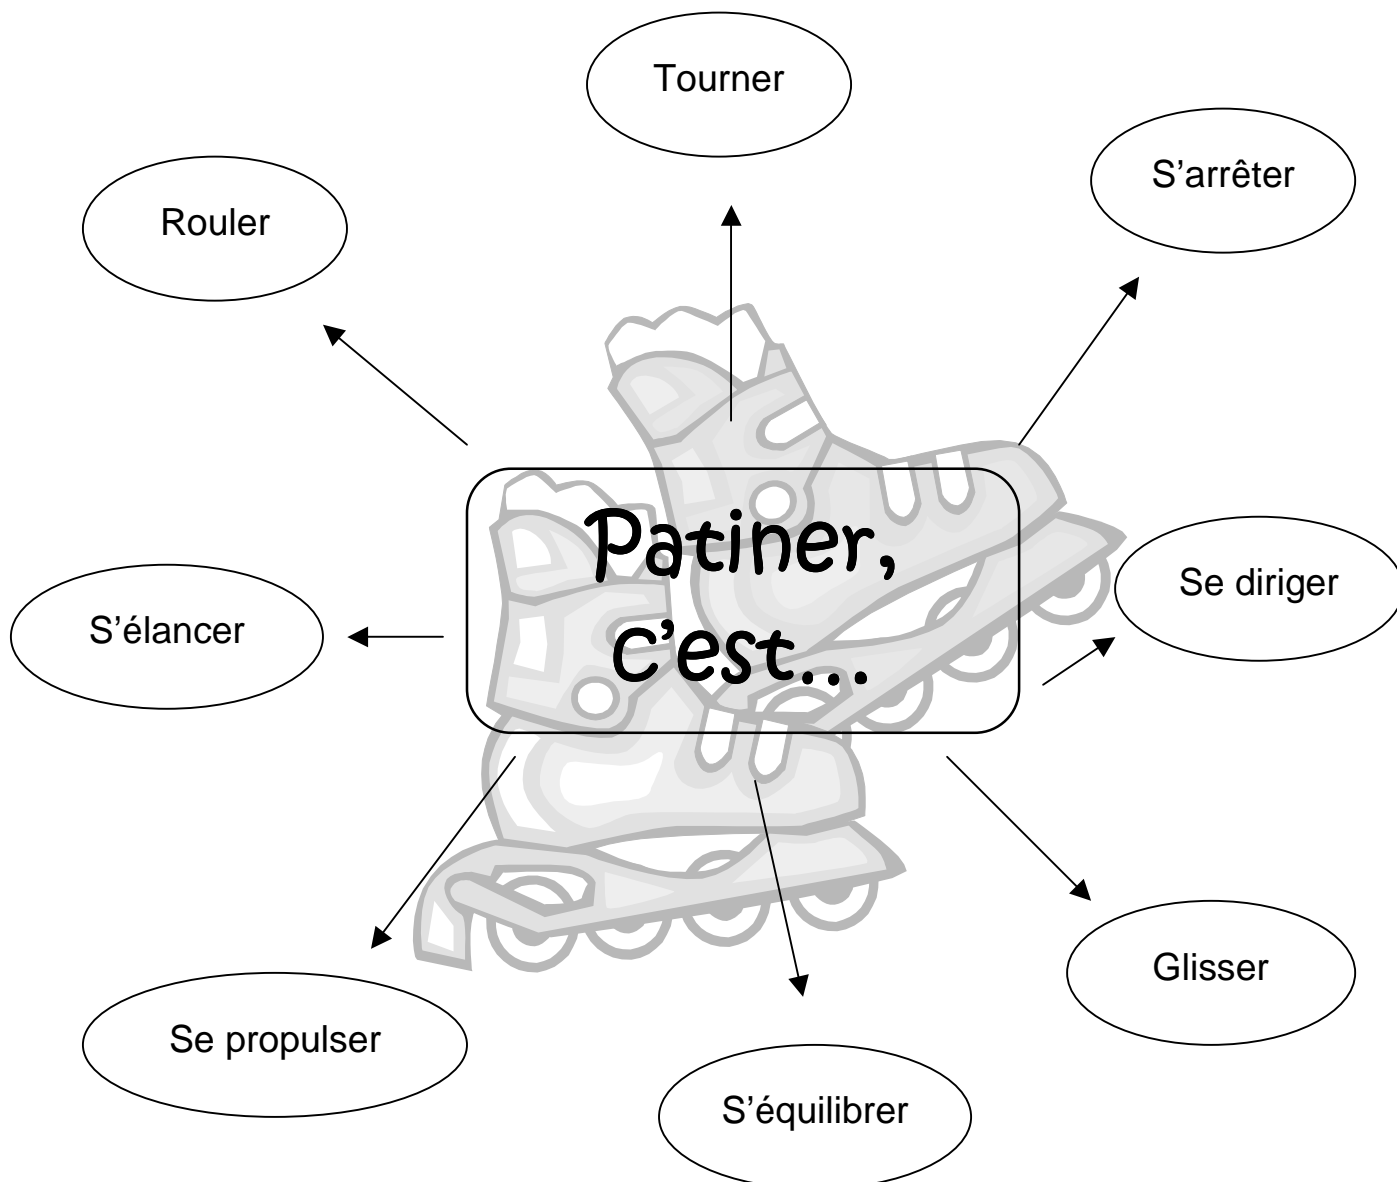 Tourner
S’arrêter
Rouler
Patiner,
c’est...
Se diriger
S’élancer
Glisser
Se propulser
S’équilibrer